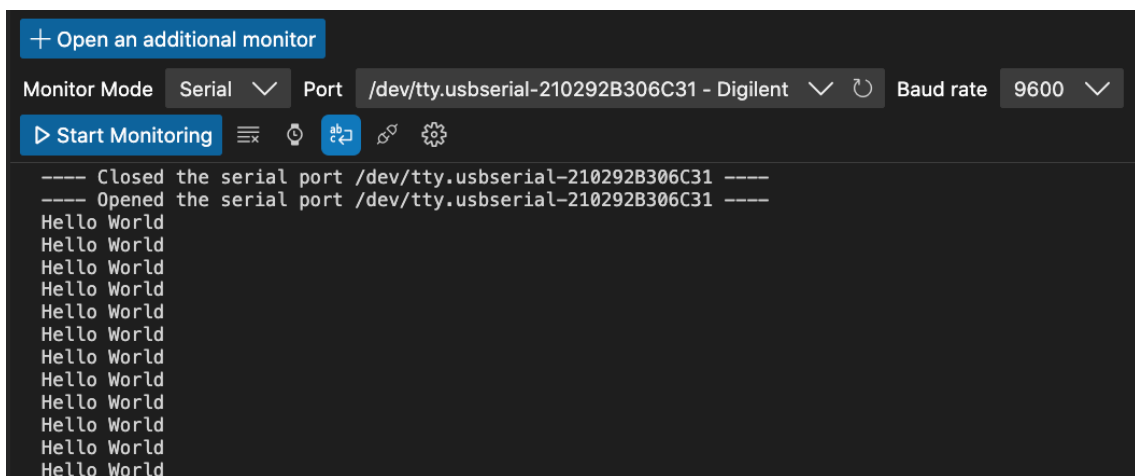 + Open an additional monitor
Monitor Mode Serial Port /dev/tty.usbserial-210292B306C31 - Digilent Baud rate 9600
Start Monitoring
---- Closed the serial port /dev/tty.usbserial-210292B306C31 ----
---- Opened the serial port /dev/tty.usbserial-210292B306C31 ----
Hello World
Hello World
Hello World
Hello World
Hello World
Hello World
Hello World
Hello World
Hello World
Hello World
Hello World
Hello World